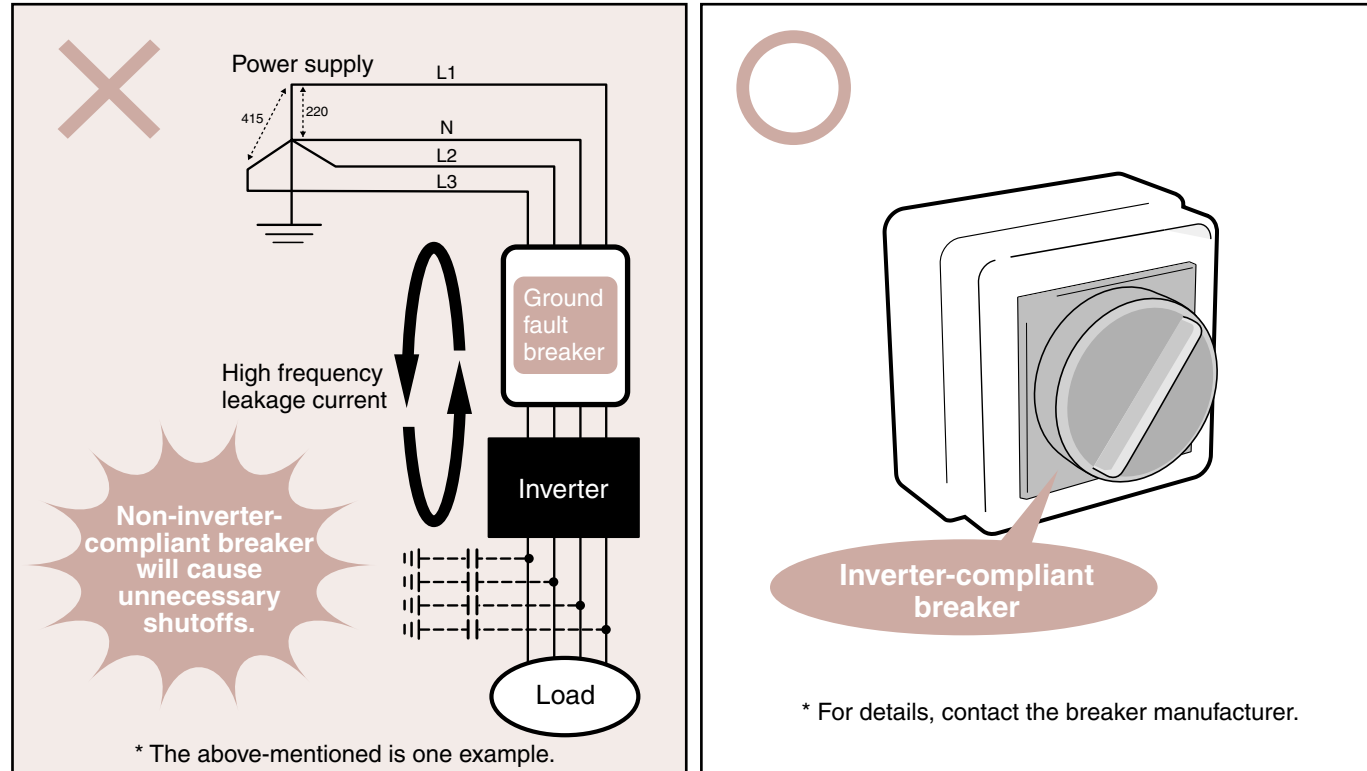 Power supply
L1
415
220
N
L2
L3
Ground
fault
breaker
High frequency
leakage current
Inverter
Non-inverter-
compliant breaker
will cause
unnecessary
shutoffs.
Load
* The above-mentioned is one example.
Inverter-compliant
breaker
* For details, contact the breaker manufacturer.